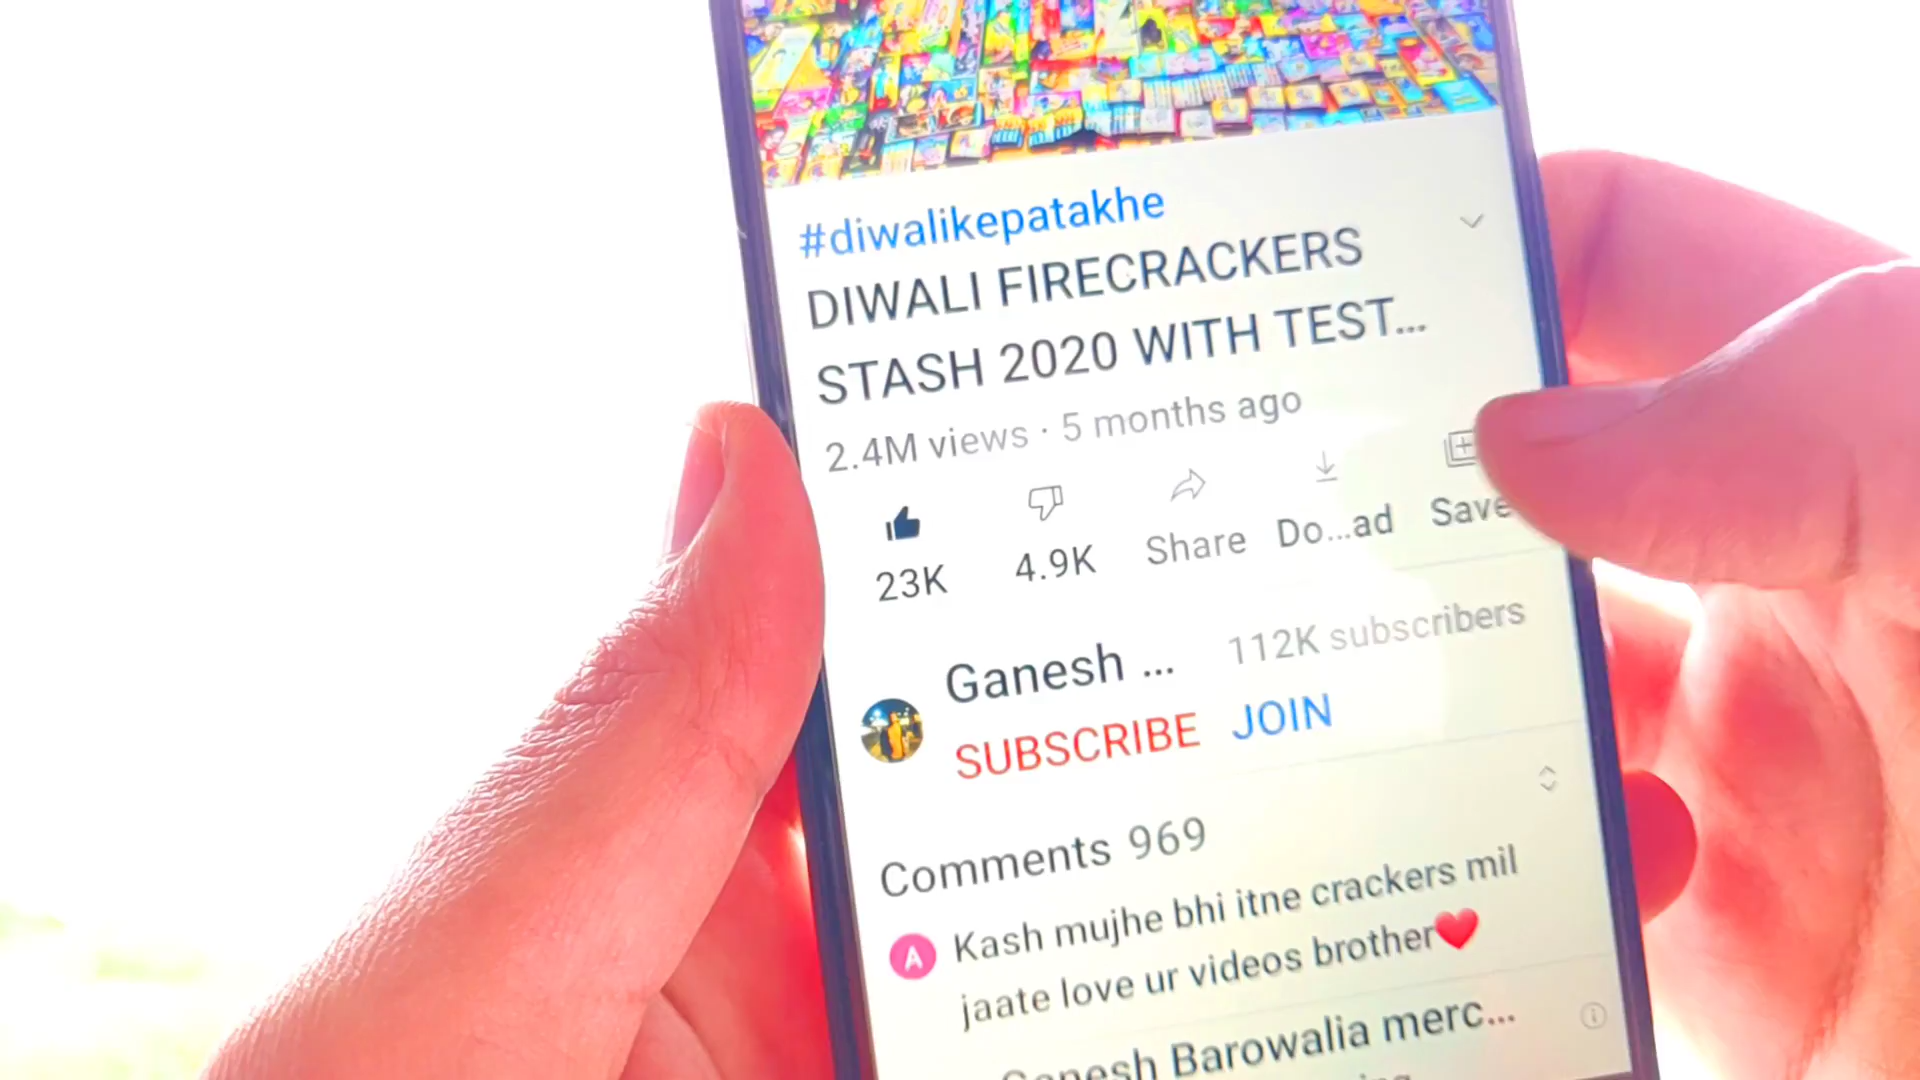 #diwalikepatakhe
DIWALI FIRECRACKERS
STASH 2020 WITH TEST...
2.4M views · 5 months ago
23K
4.9K
Share
Do...ad
Save
Ganesh ...
112K subscribers
SUBSCRIBE
JOIN
Comments 969
A
Kash mujhe bhi itne crackers mil
jaate love ur videos brother❤️
Ganesh Barowalia merc...